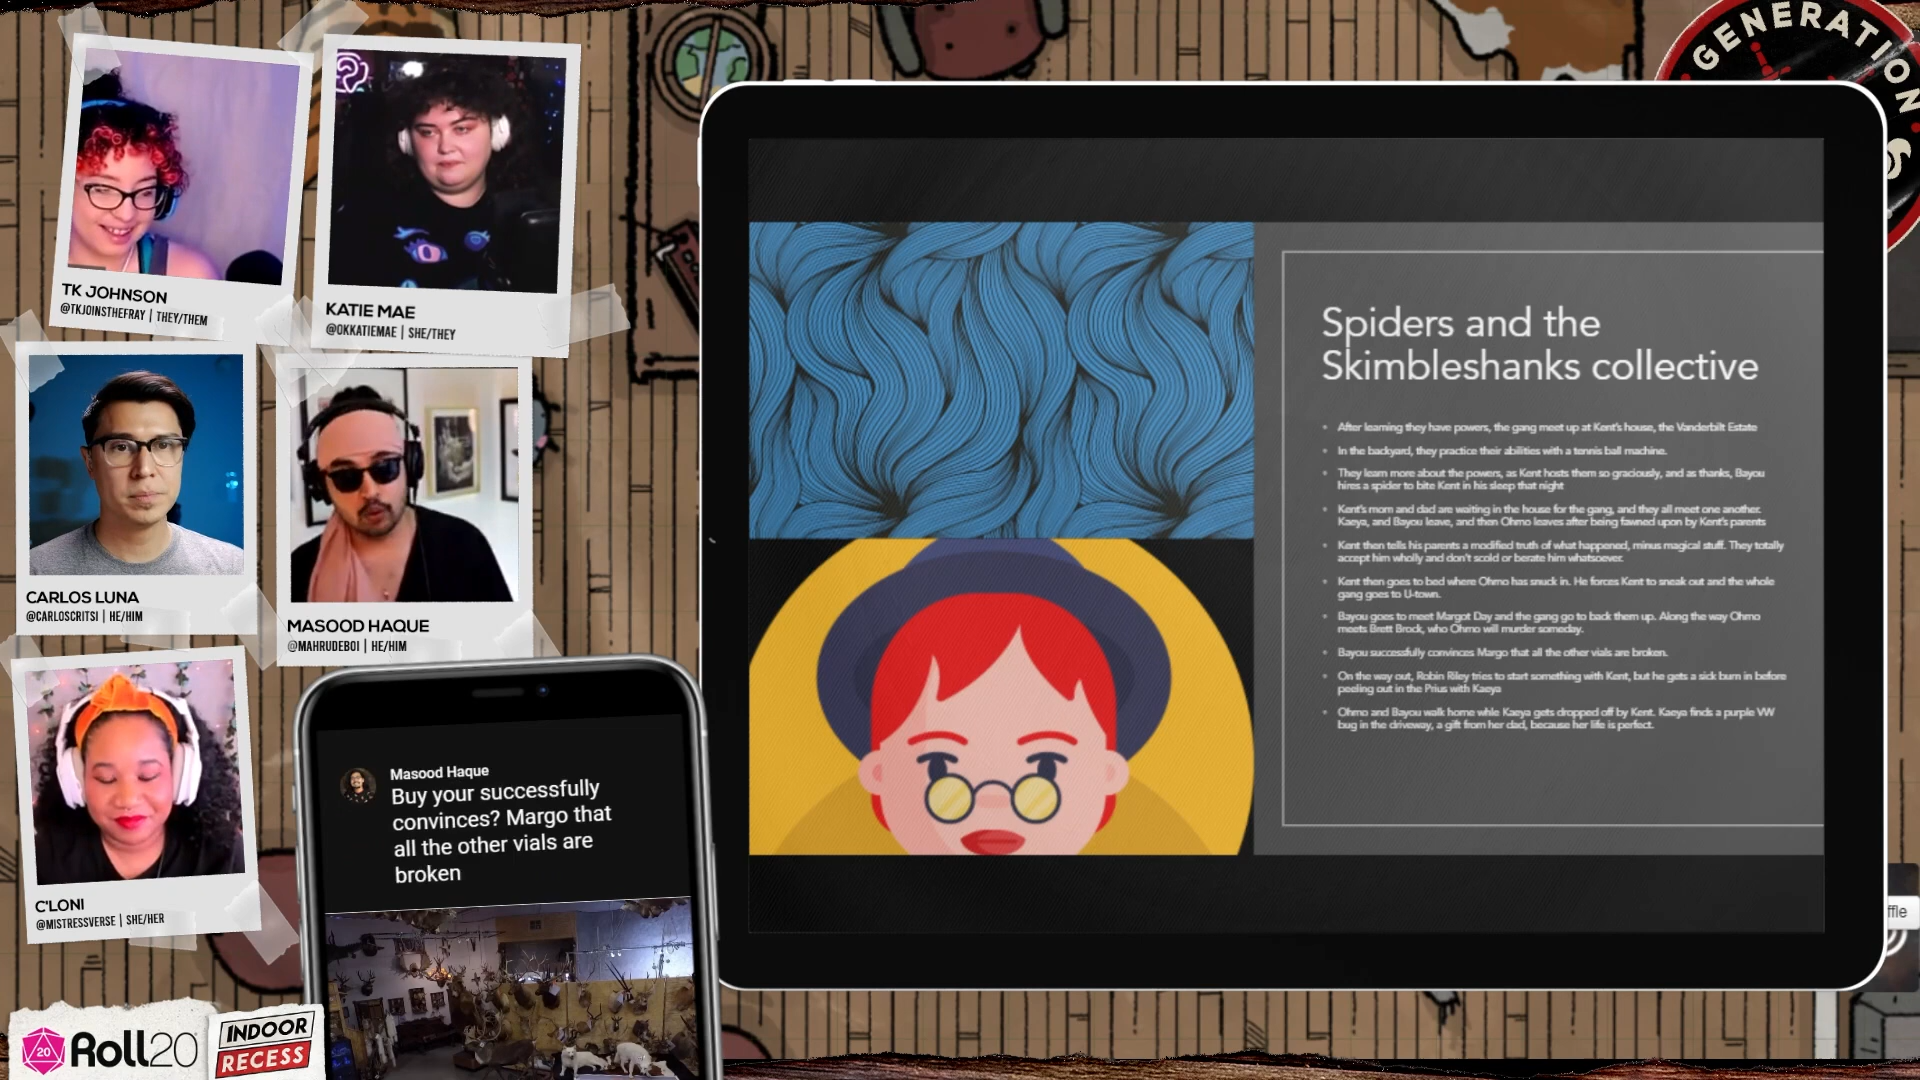 TK JOHNSON
@TKJOINSTHEFRAY | THEY/THEM
KATIE MAE
@OKKATIEMAE | SHE/THEY
CARLOS LUNA
@CARLOSCRITSI | HE/HIM
MASOOD HAQUE
@MAHRUDEBOI | HE/HIM
C'LONI
@MISTRESSVERSE | SHE/HER
Masood Haque
Buy your successfully
convinces? Margo that
all the other vials are
broken
20
Roll20
INDOOR
RECESS
GENERATION
S
Spiders and the
Skimbleshanks collective
• After learning they have powers, the gang meet up at Kent's house, the Vanderbilt Estate
• In the backyard, they practice their abilities with a tennis ball machine.
• They learn more about the powers, as Kent hosts them so graciously, and as thanks, Bayou
hires a spider to bite Kent in his sleep that night
• Kent's mom and dad are waiting in the house for the gang, and they all meet one another.
Kaeya, and Bayou leave, and then Ohmo leaves after being fawned upon by Kent's parents
• Kent then tells his parents a modified truth of what happened, minus magical stuff. They totally
accept him wholly and don't scold or berate him whatsoever.
• Kent then goes to bed where Ohmo has snuck in. He forces Kent to sneak out and the whole
gang goes to U-town.
• Bayou goes to meet Margot Day and the gang go to back them up. Along the way Ohmo
meets Brett Brock, who Ohmo will murder someday.
• Bayou successfully convinces Margo that all the other vials are broken.
• On the way out, Robin Riley tries to start something with Kent, but he gets a sick burn in before
peeling out in the Prius with Kaeya
• Ohmo and Bayou walk home whle Kaeya gets dropped off by Kent. Kaeya finds a purple VW
bug in the driveway, a gift from her dad, because her life is perfect.
ffle